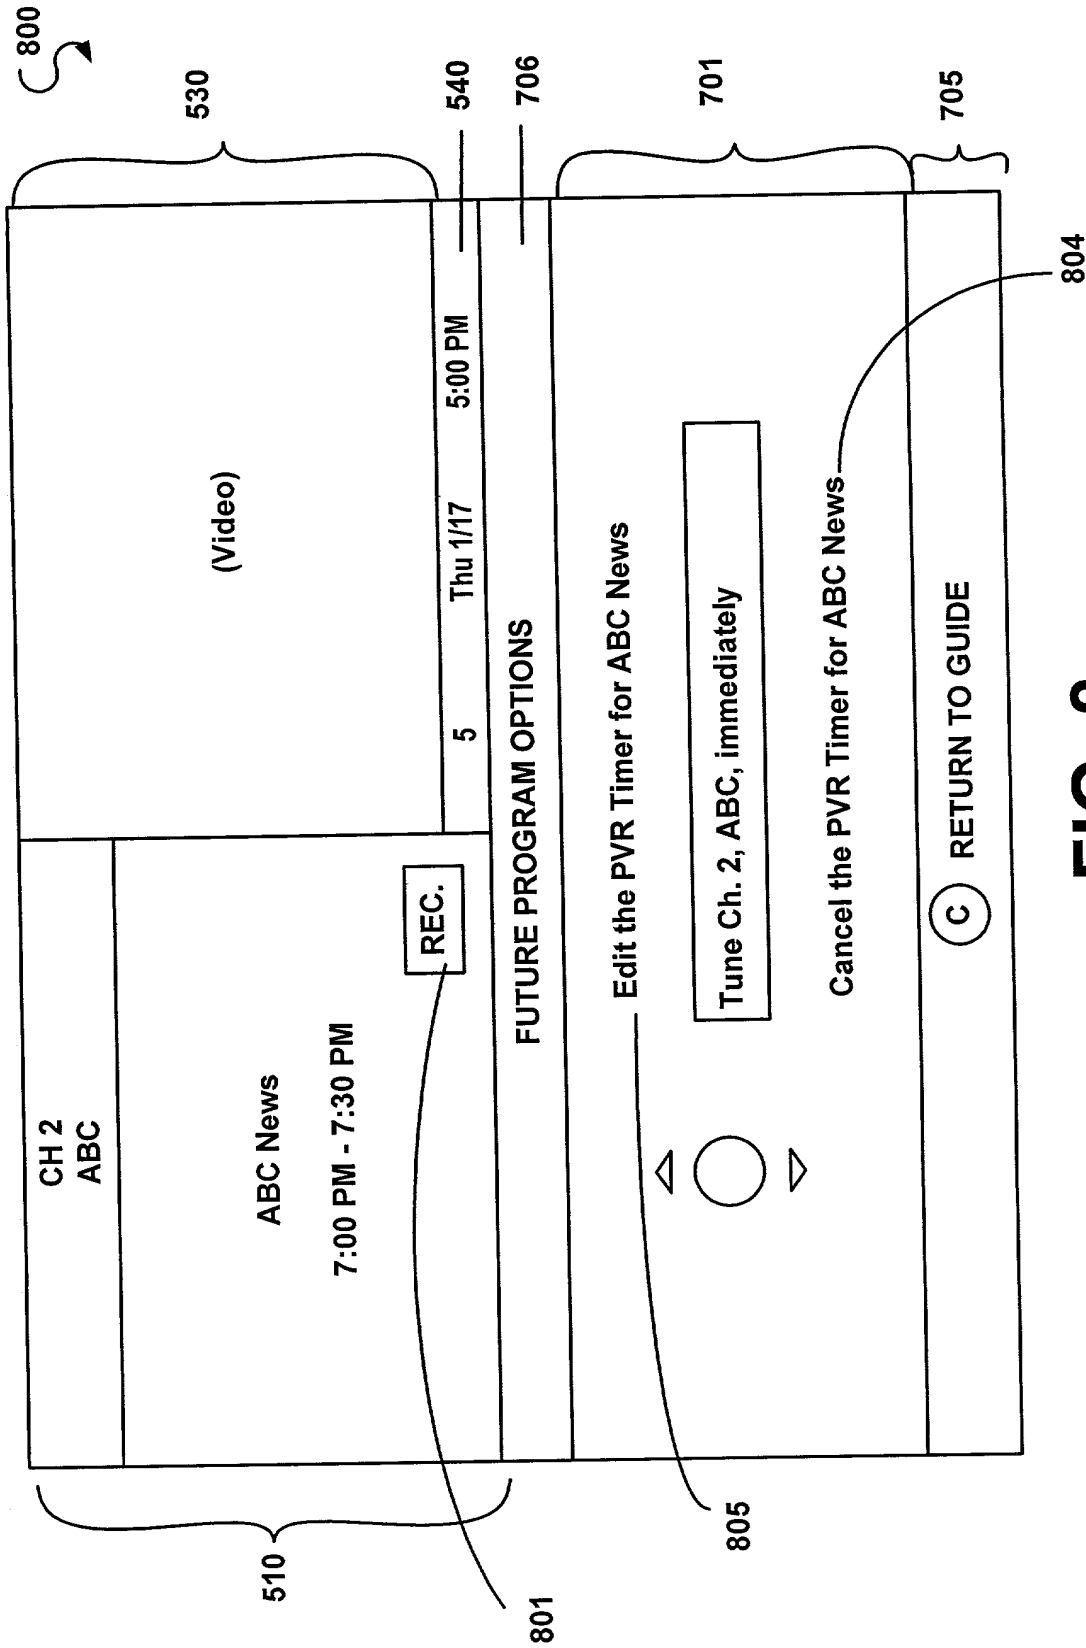 800
CH 2
ABC
ABC News
7:00 PM - 7:30 PM
REC.
(Video)
5 Thu 1/17 5:00 PM
FUTURE PROGRAM OPTIONS
Edit the PVR Timer for ABC News
Tune Ch. 2, ABC, immediately
Cancel the PVR Timer for ABC News
C RETURN TO GUIDE
510
801
805
530
540
706
701
705
804